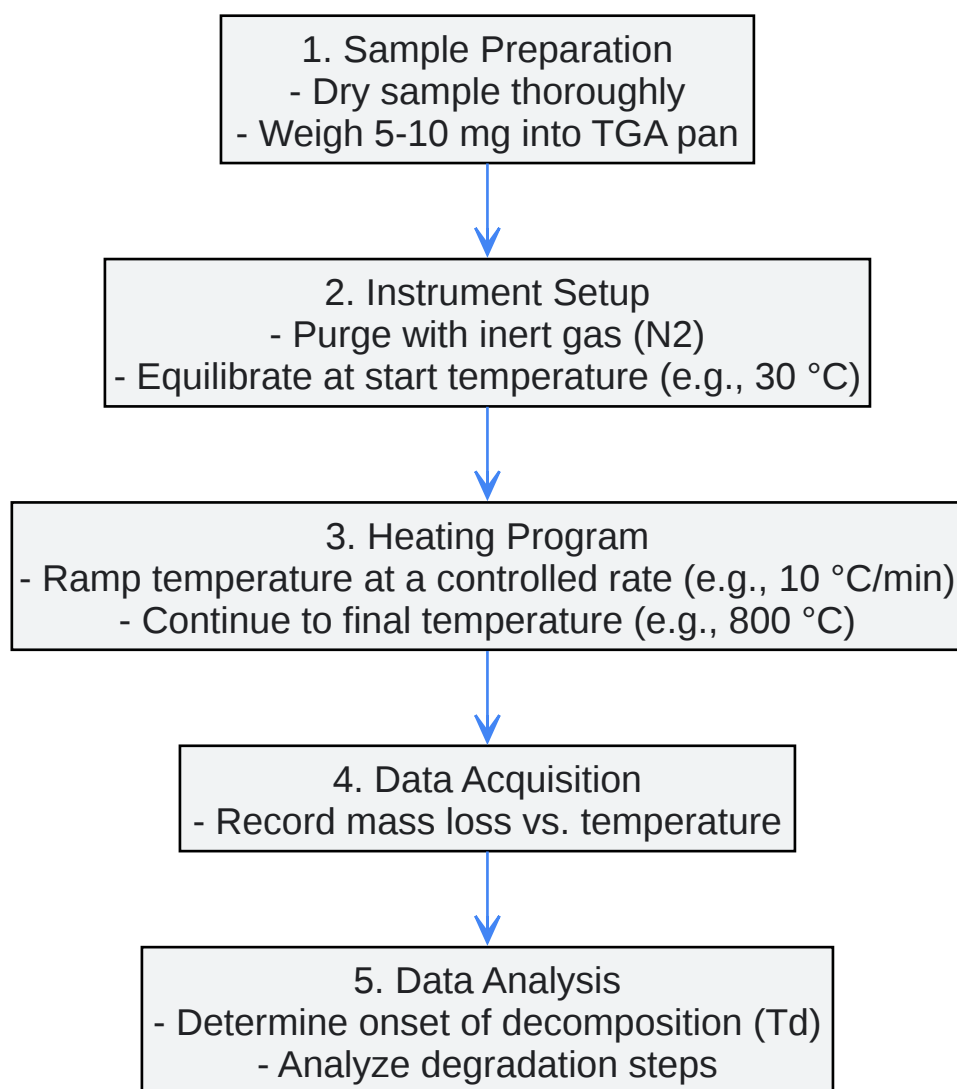 1. Sample Preparation
- Dry sample thoroughly
- Weigh 5-10 mg into TGA pan
2. Instrument Setup
- Purge with inert gas (N2)
- Equilibrate at start temperature (e.g., 30 °C)
3. Heating Program
- Ramp temperature at a controlled rate (e.g., 10 °C/min)
- Continue to final temperature (e.g., 800 °C)
4. Data Acquisition
- Record mass loss vs. temperature
5. Data Analysis
- Determine onset of decomposition (Td)
- Analyze degradation steps